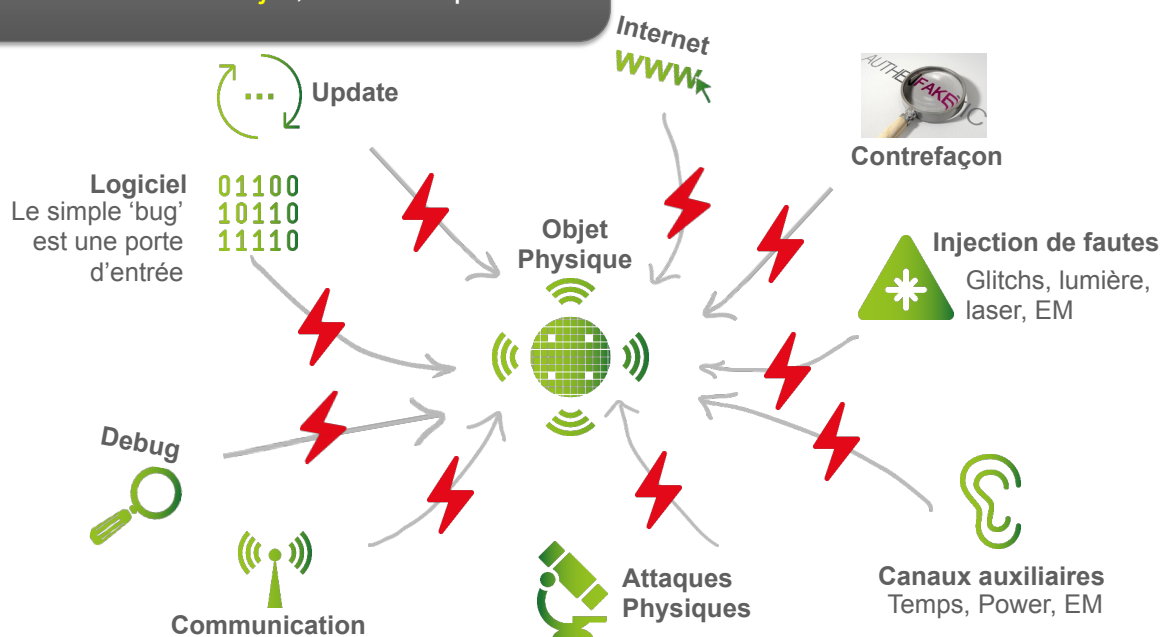 Internet
www
Update
AUTHENTIC
FAKE
Contrefaçon
Logiciel
Le simple ‘bug’
est une porte
d’entrée
01100
10110
11110
Objet
Physique
Injection de fautes
Glitchs, lumière,
laser, EM
Debug
Communication
Attaques
Physiques
Canaux auxiliaires
Temps, Power, EM